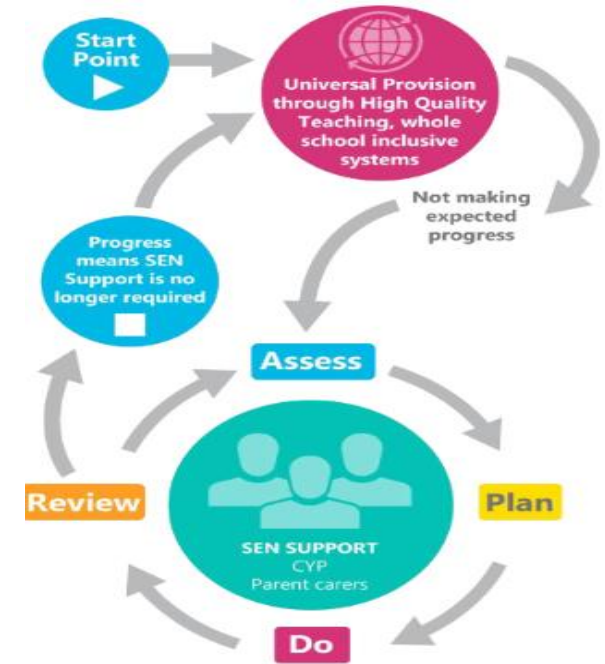 Start
Point
Universal Provision
through High Quality
Teaching, whole
school inclusive
systems
Not making
expected
progress
Progress
means SEN
Support is no
longer required
Assess
Review
Plan
SEN SUPPORT
CYP
Parent carers
Do